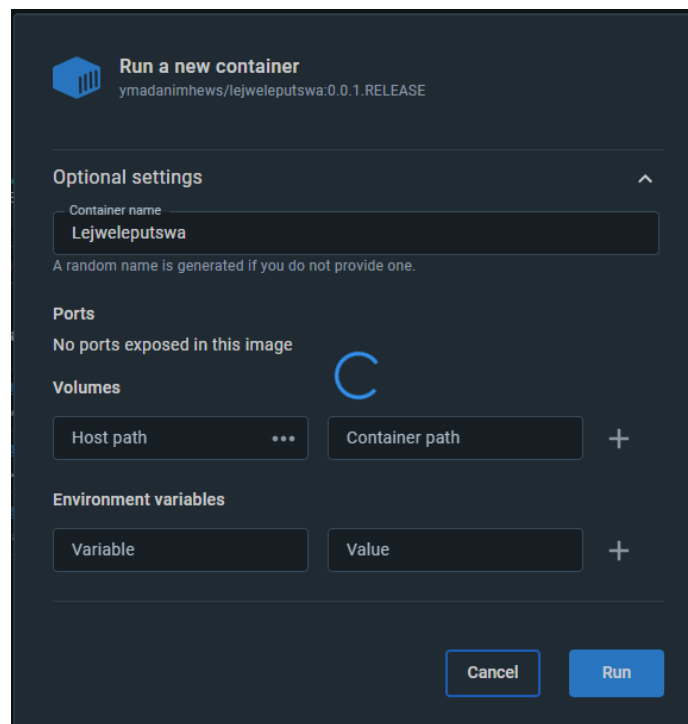 Run a new container
ymadanimhews/lejweleputswa:0.0.1.RELEASE
Optional settings
Container name
Lejweleputswa
A random name is generated if you do not provide one.
Ports
No ports exposed in this image
Volumes
Host path ••• Container path +
Environment variables
Variable Value +
Cancel Run